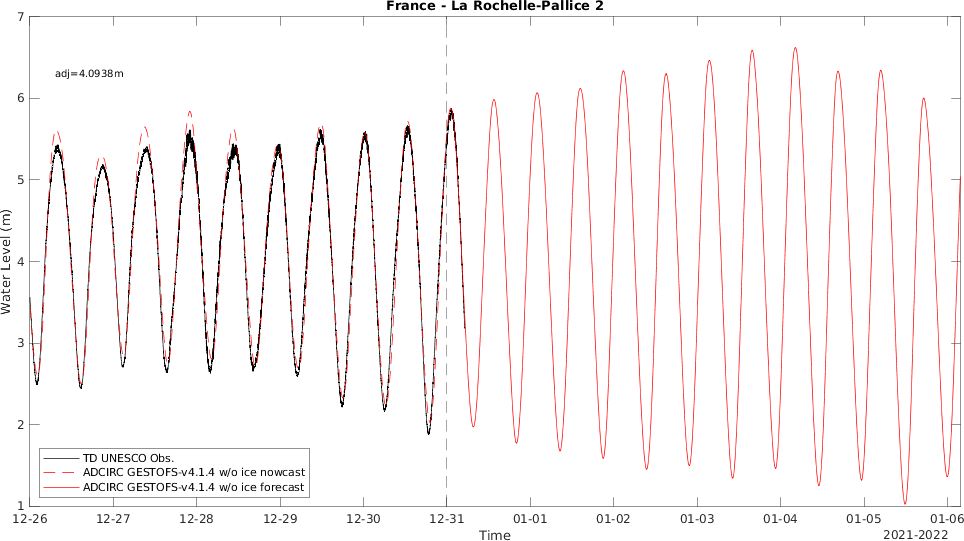 France - La Rochelle-Pallice 2
adj=4.0938m
Water Level (m)
7
6
5
4
3
2
1
TD UNESCO Obs.
ADCIRC GESTOFS-v4.1.4 w/o ice nowcast
ADCIRC GESTOFS-v4.1.4 w/o ice forecast
12-26 12-27 12-28 12-29 12-30 12-31 01-01 01-02 01-03 01-04 01-05 01-06
Time
2021-2022